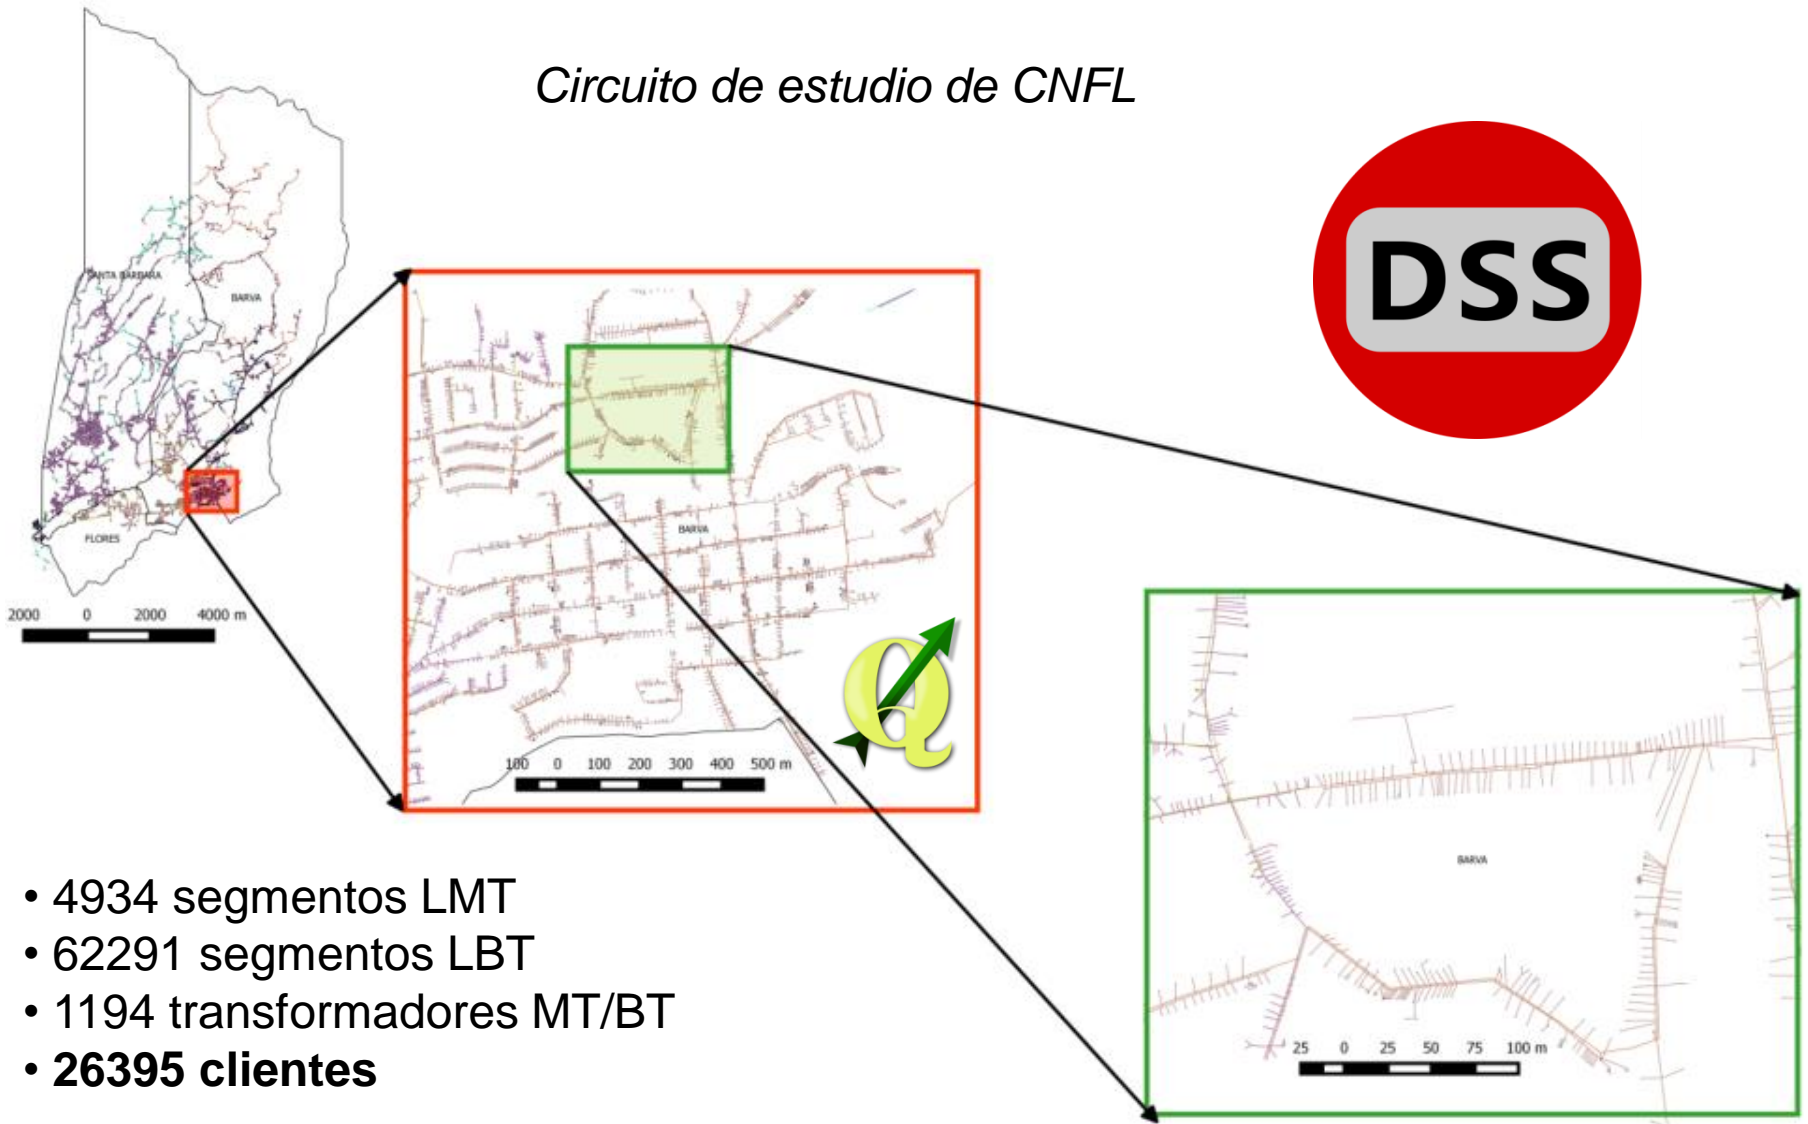 Circuito de estudio de CNFL
DSS
SANTA BARBARA
BARVA
FLORES
2000 0 2000 4000 m
BARVA
Q
100 0 100 200 300 400 500 m
BARVA
25 0 25 50 75 100 m
• 4934 segmentos LMT
• 62291 segmentos LBT
• 1194 transformadores MT/BT
• 26395 clientes